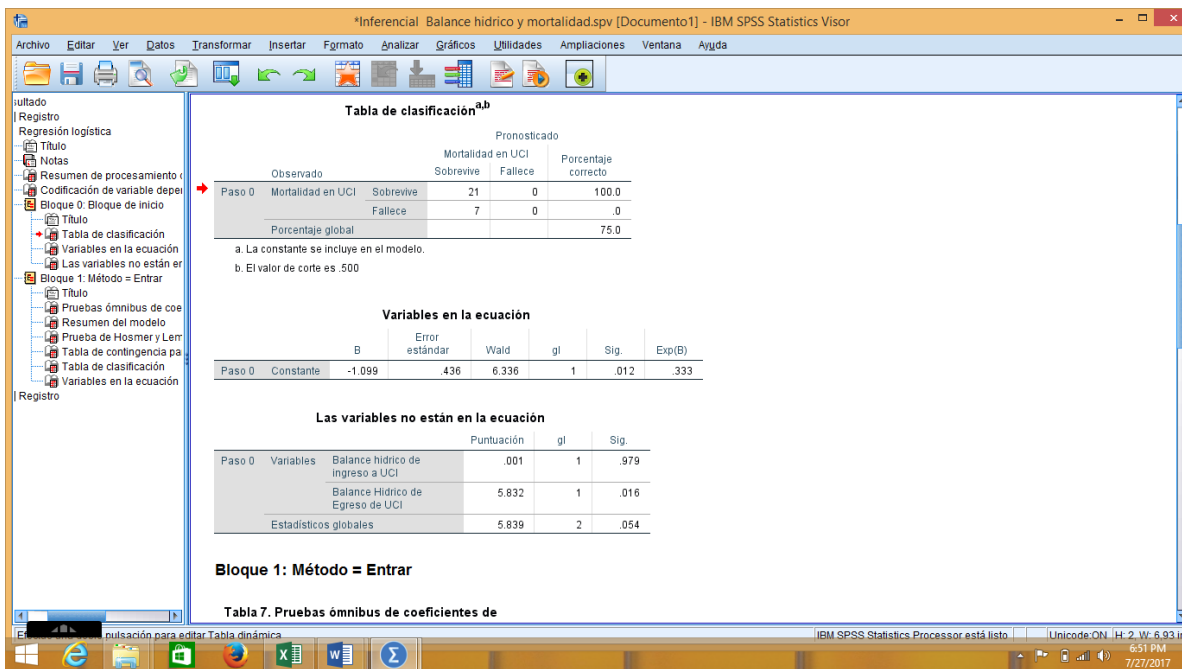 *Inferencial Balance hidrico y mortalidad.spv [Documento1] - IBM SPSS Statistics Visor
Archivo Editar Ver Datos Transformar Insertar Formato Analizar Gráficos Utilidades Ampliaciones Ventana Ayuda
sultado
Registro
Regresión logística
Título
Notas
Resumen de procesamiento
Codificación de variable depen
Bloque 0: Bloque de inicio
Título
Tabla de clasificación
Variables en la ecuación
Las variables no están en
Bloque 1: Método = Entrar
Título
Pruebas ómnibus de coe
Resumen del modelo
Prueba de Hosmer y Lem
Tabla de contingencia pa
Tabla de clasificación
Variables en la ecuación
Registro
Tabla de clasificación a,b
Pronosticado
Mortalidad en UCI Porcentaje correcto
Observado Sobrevive Fallece
Paso 0 Mortalidad en UCI Sobrevive 21 0 100.0
Fallece 7 0 .0
Porcentaje global 75.0
a. La constante se incluye en el modelo.
b. El valor de corte es .500
Variables en la ecuación
B Error estándar Wald gl Sig. Exp(B)
Paso 0 Constante -1.099 .436 6.336 1 .012 .333
Las variables no están en la ecuación
Puntuación gl Sig.
Paso 0 Variables Balance hidrico de ingreso a UCI .001 1 .979
Balance Hidrico de Egreso de UCI 5.832 1 .016
Estadísticos globales 5.839 2 .054
Bloque 1: Método = Entrar
Tabla 7. Pruebas ómnibus de coeficientes de
pulsación para editar Tabla dinámica
IBM SPSS Statistics Processor está listo
Unicode:ON H: 2, W: 6.93 in
6:51 PM
7/27/2017